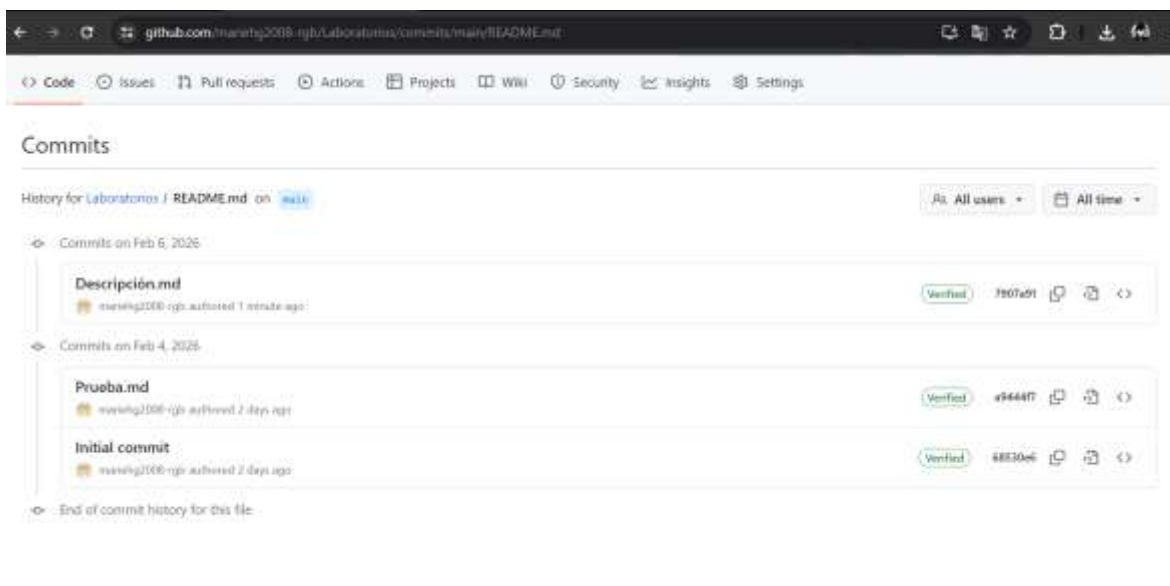 github.com/
Code Issues Pull requests Actions Projects Wiki Security Insights Settings
Commits
History for Laboratorios / README.md on main
All users All time
Commits on Feb 6, 2026
Descripción.md
authored 1 minute ago
Verified
Commits on Feb 4, 2026
Prueba.md
authored 2 days ago
Verified
Initial commit
authored 2 days ago
Verified 68530e6
End of commit history for this file